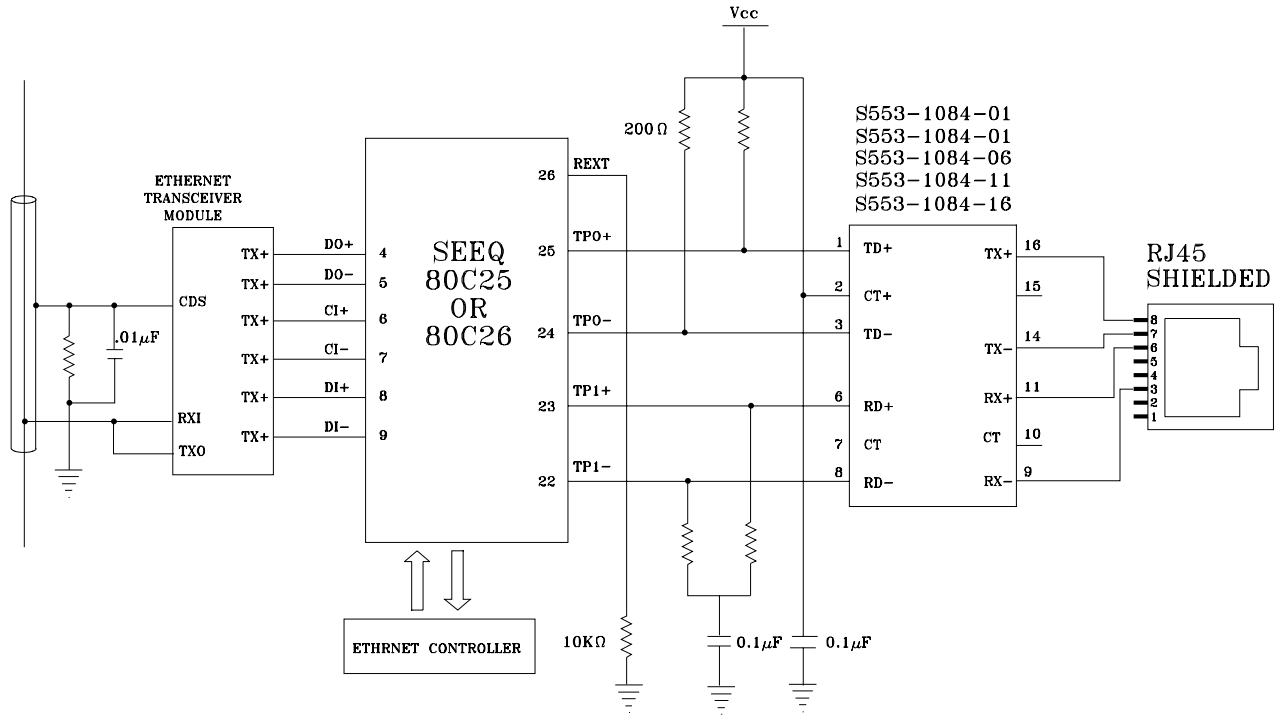 Vcc
200Ω
S553-1084-01
S553-1084-01
S553-1084-06
S553-1084-11
S553-1084-16
ETHERNET
TRANSCEIVER
MODULE
CDS
RXI
TXO
.01μF
TX+
TX+
TX+
TX+
TX+
TX+
DO+
DO-
CI+
CI-
DI+
DI-
4
5
6
7
8
9
SEEQ
80C25
OR
80C26
26
25
24
23
22
REXT
TPO+
TPO-
TP1+
TP1-
1
2
3
6
7
8
TD+
CT+
TD-
RD+
CT
RD-
TX+
TX-
RX+
CT
RX-
16
15
14
11
10
9
RJ45
SHIELDED
8
7
6
5
4
3
2
1
ETHRNET CONTROLLER
10KΩ
0.1μF
0.1μF